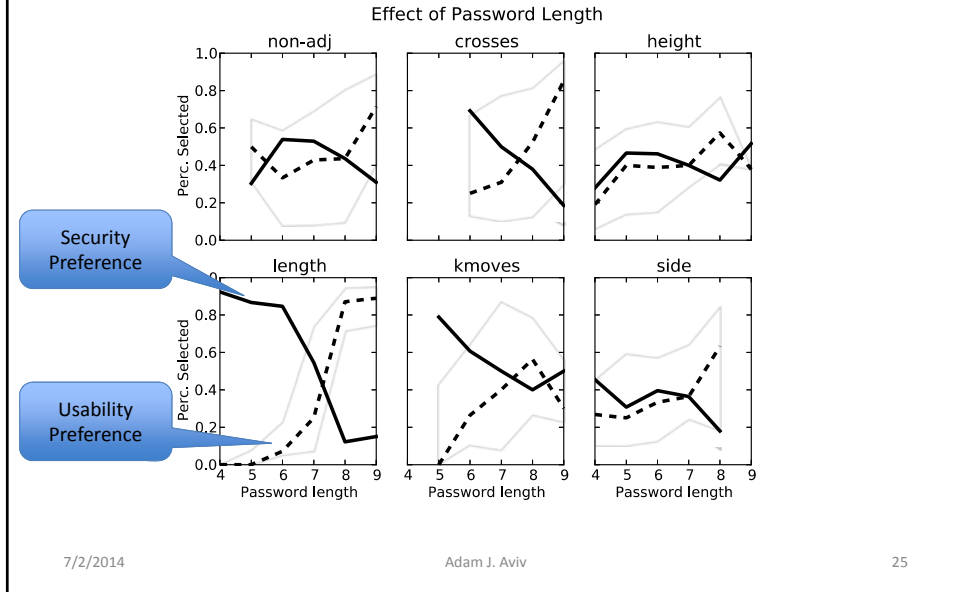 Effect of Password Length
non-adj
crosses
height
1.0
0.8
0.6
0.4
0.2
0.0
Perc. Selected
Security
Preference
length
kmoves
side
0.8
0.6
0.4
0.2
0.0
Perc. Selected
Usability
Preference
4 5 6 7 8 9
4 5 6 7 8 9
4 5 6 7 8 9
Password length
Password length
Password length
7/2/2014
Adam J. Aviv
25